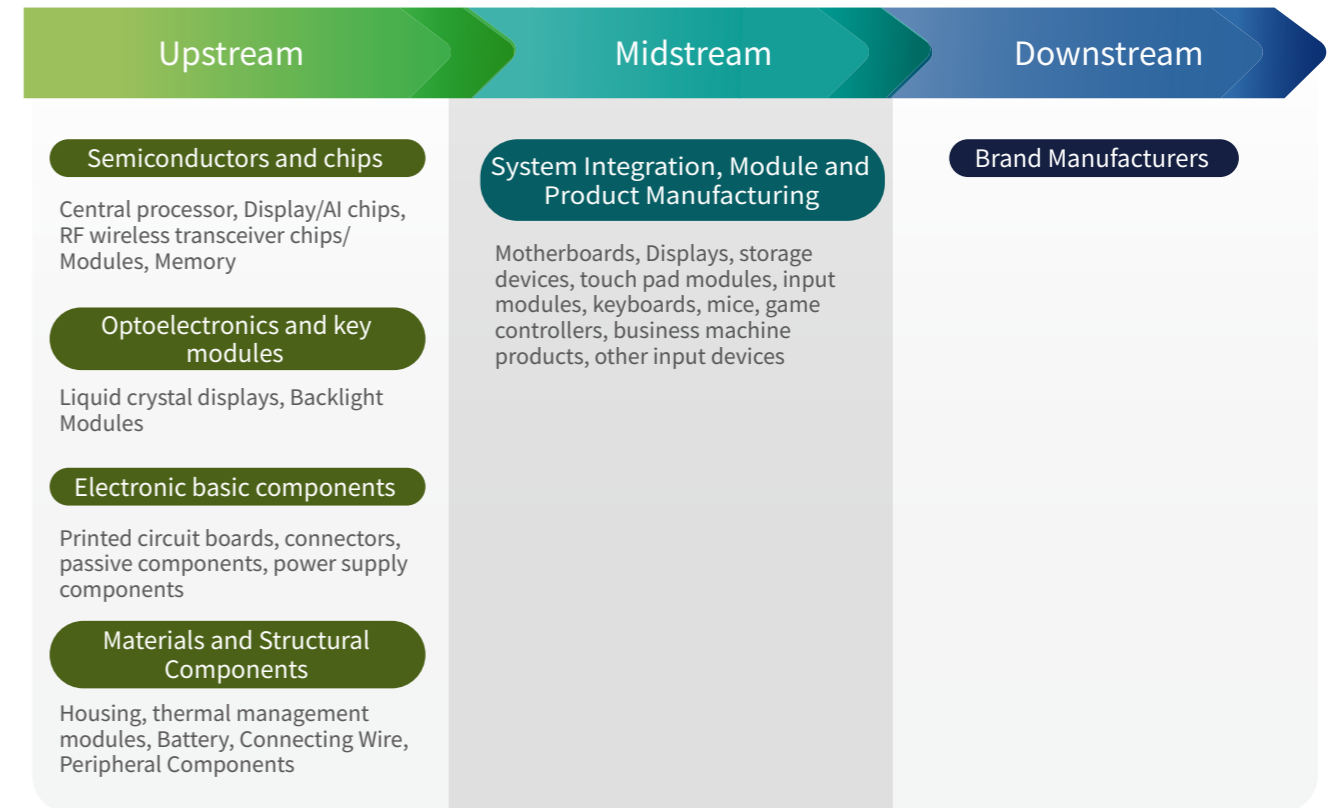 Upstream
Midstream
Downstream
Semiconductors and chips
Central processor, Display/AI chips,
RF wireless transceiver chips/
Modules, Memory
Optoelectronics and key
modules
Liquid crystal displays, Backlight
Modules
Electronic basic components
Printed circuit boards, connectors,
passive components, power supply
components
Materials and Structural
Components
Housing, thermal management
modules, Battery, Connecting Wire,
Peripheral Components
System Integration, Module and
Product Manufacturing
Motherboards, Displays, storage
devices, touch pad modules, input
modules, keyboards, mice, game
controllers, business machine
products, other input devices
Brand Manufacturers